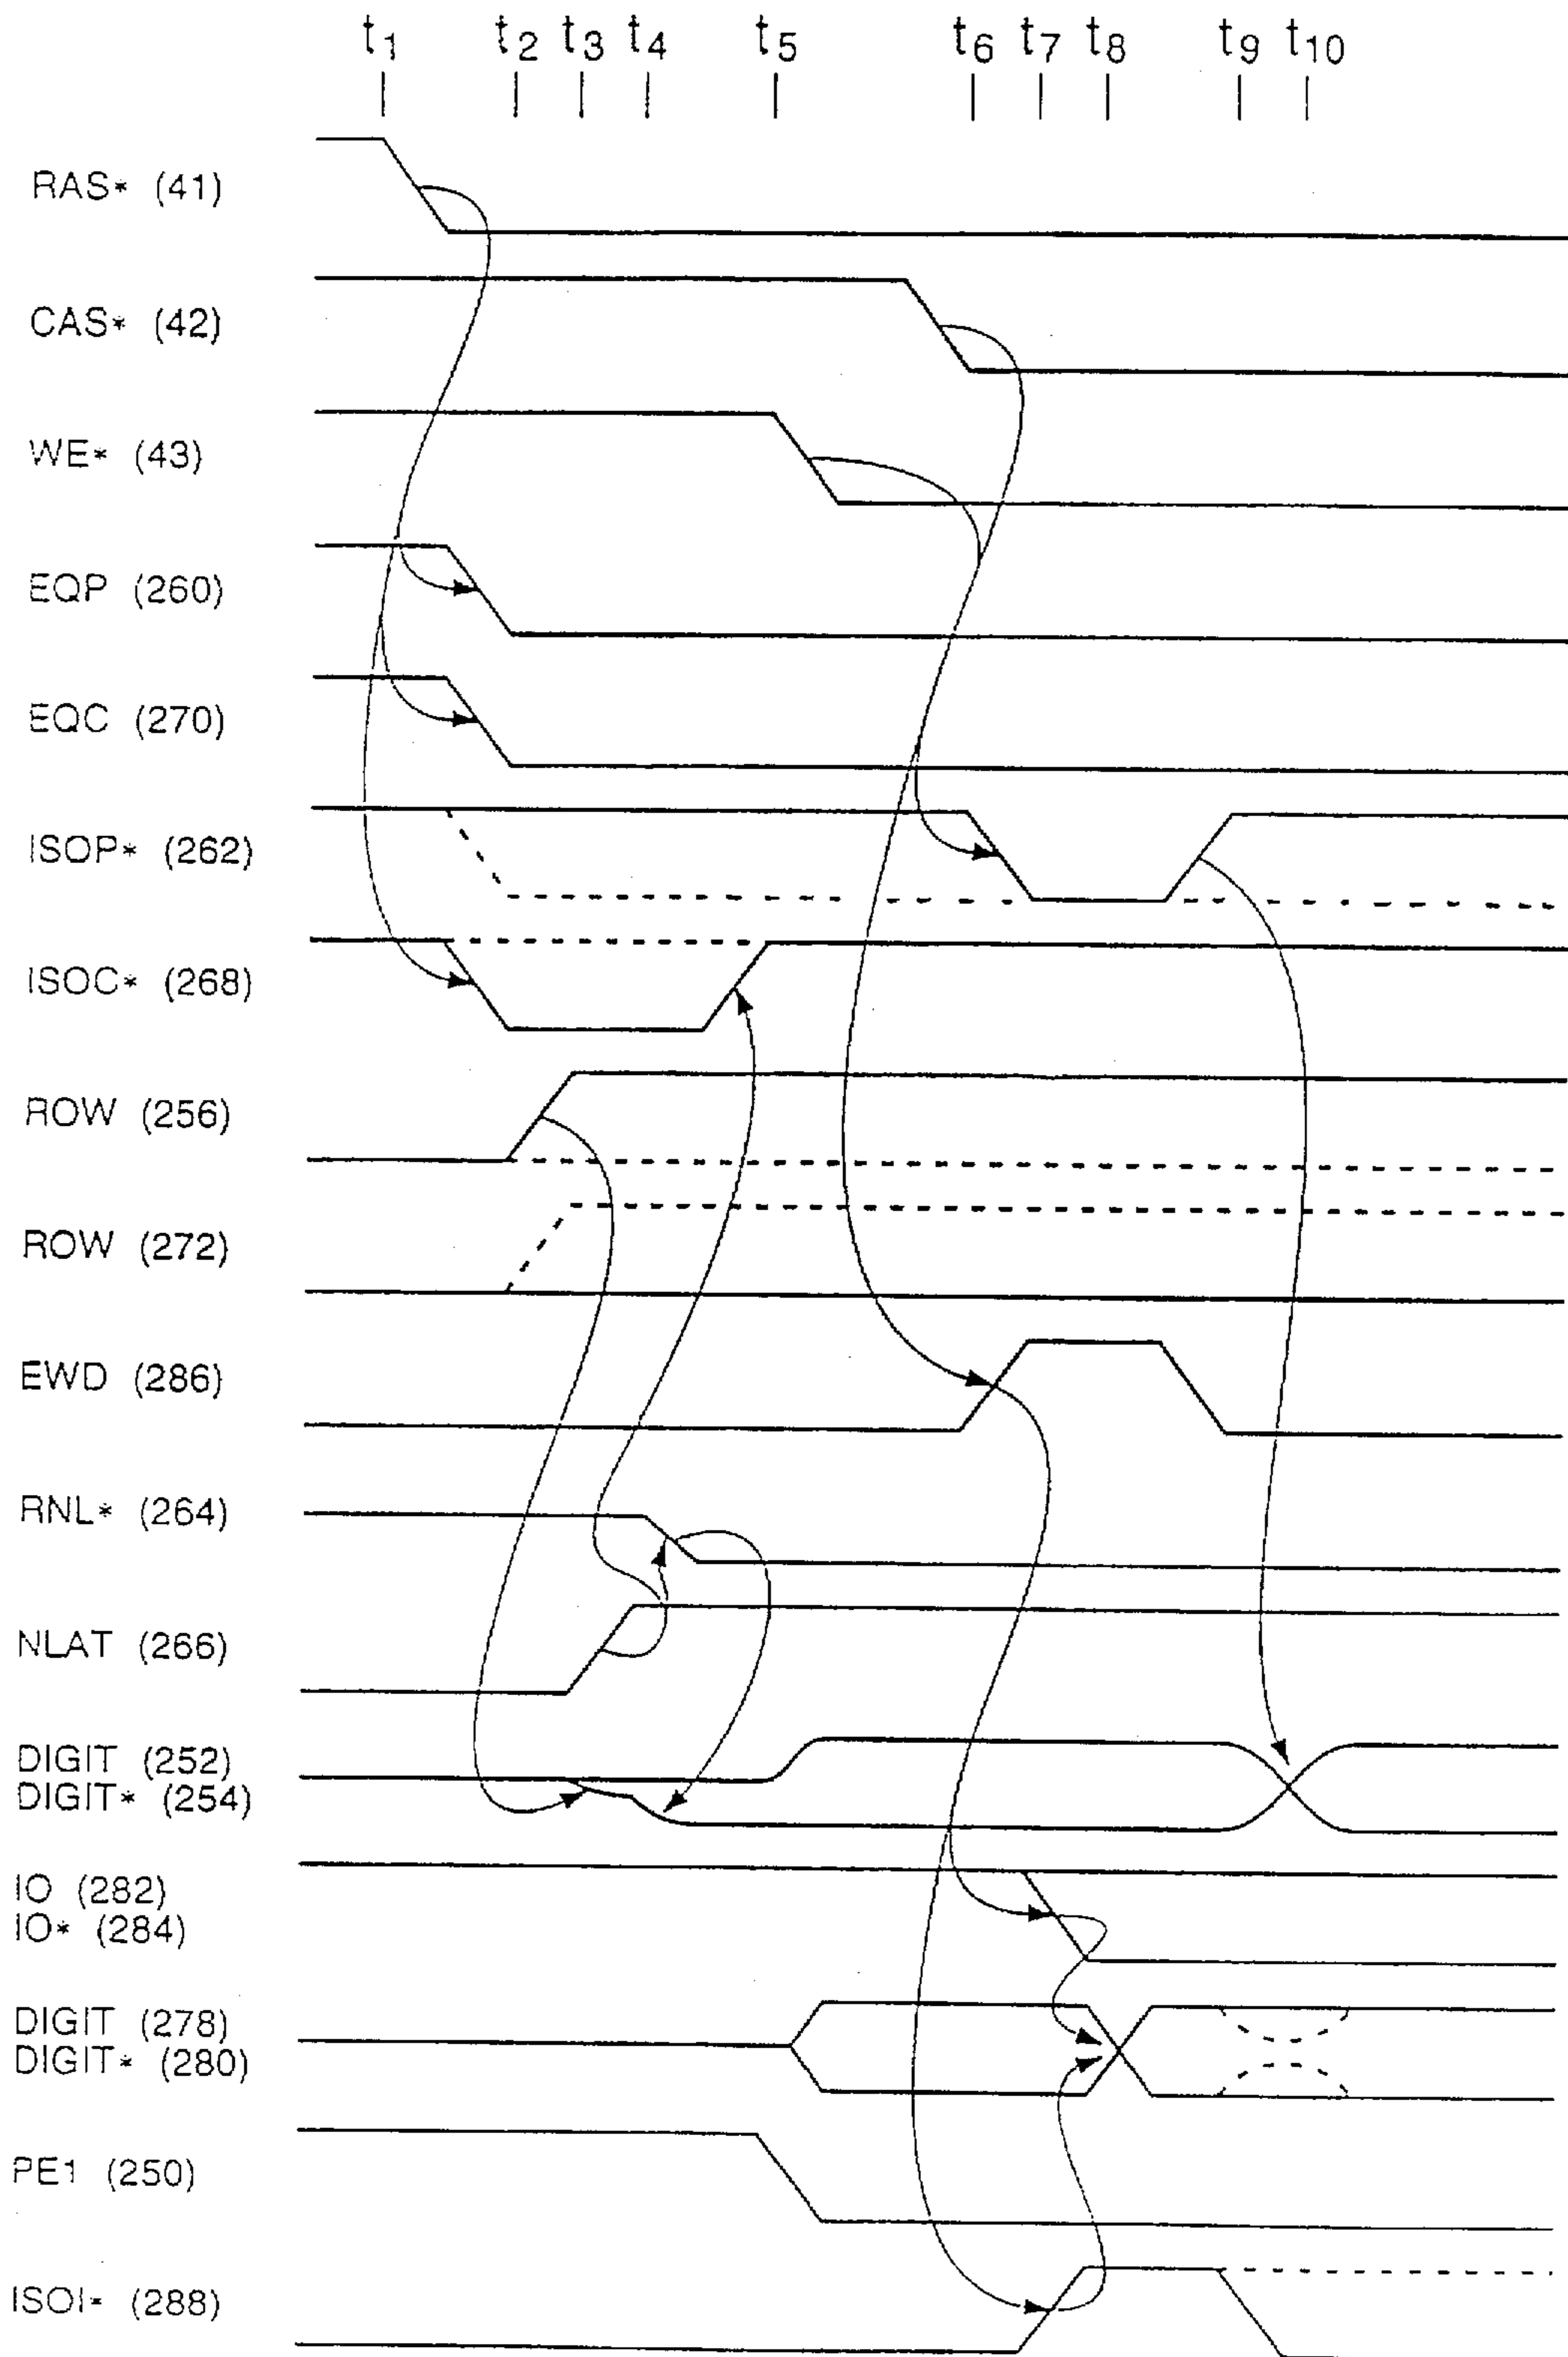 t1 t2 t3 t4 t5 t6 t7 t8 t9 t10
RAS* (41)
CAS* (42)
WE* (43)
EQP (260)
EQC (270)
ISOP* (262)
ISOC* (268)
ROW (256)
ROW (272)
EWD (286)
RNL* (264)
NLAT (266)
DIGIT (252)
DIGIT* (254)
IO (282)
IO* (284)
DIGIT (278)
DIGIT* (280)
PE1 (250)
ISOI* (288)